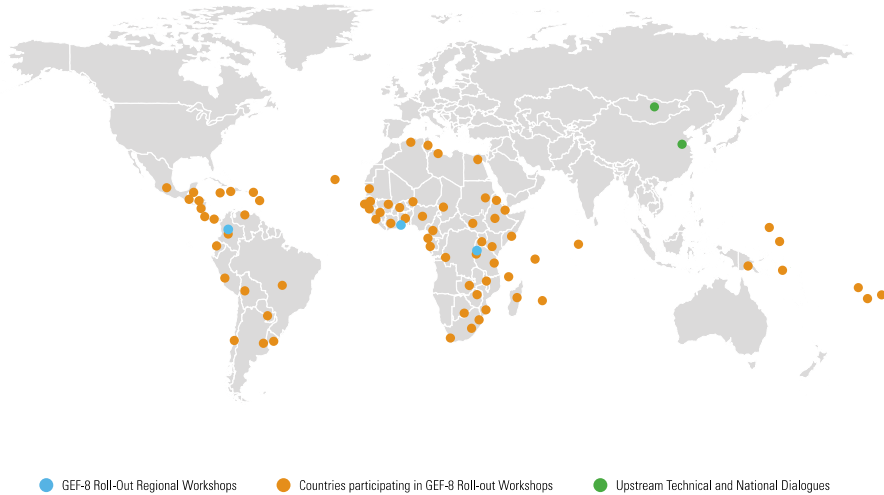 GEF-8 Roll-Out Regional Workshops
Countries participating in GEF-8 Roll-out Workshops
Upstream Technical and National Dialogues